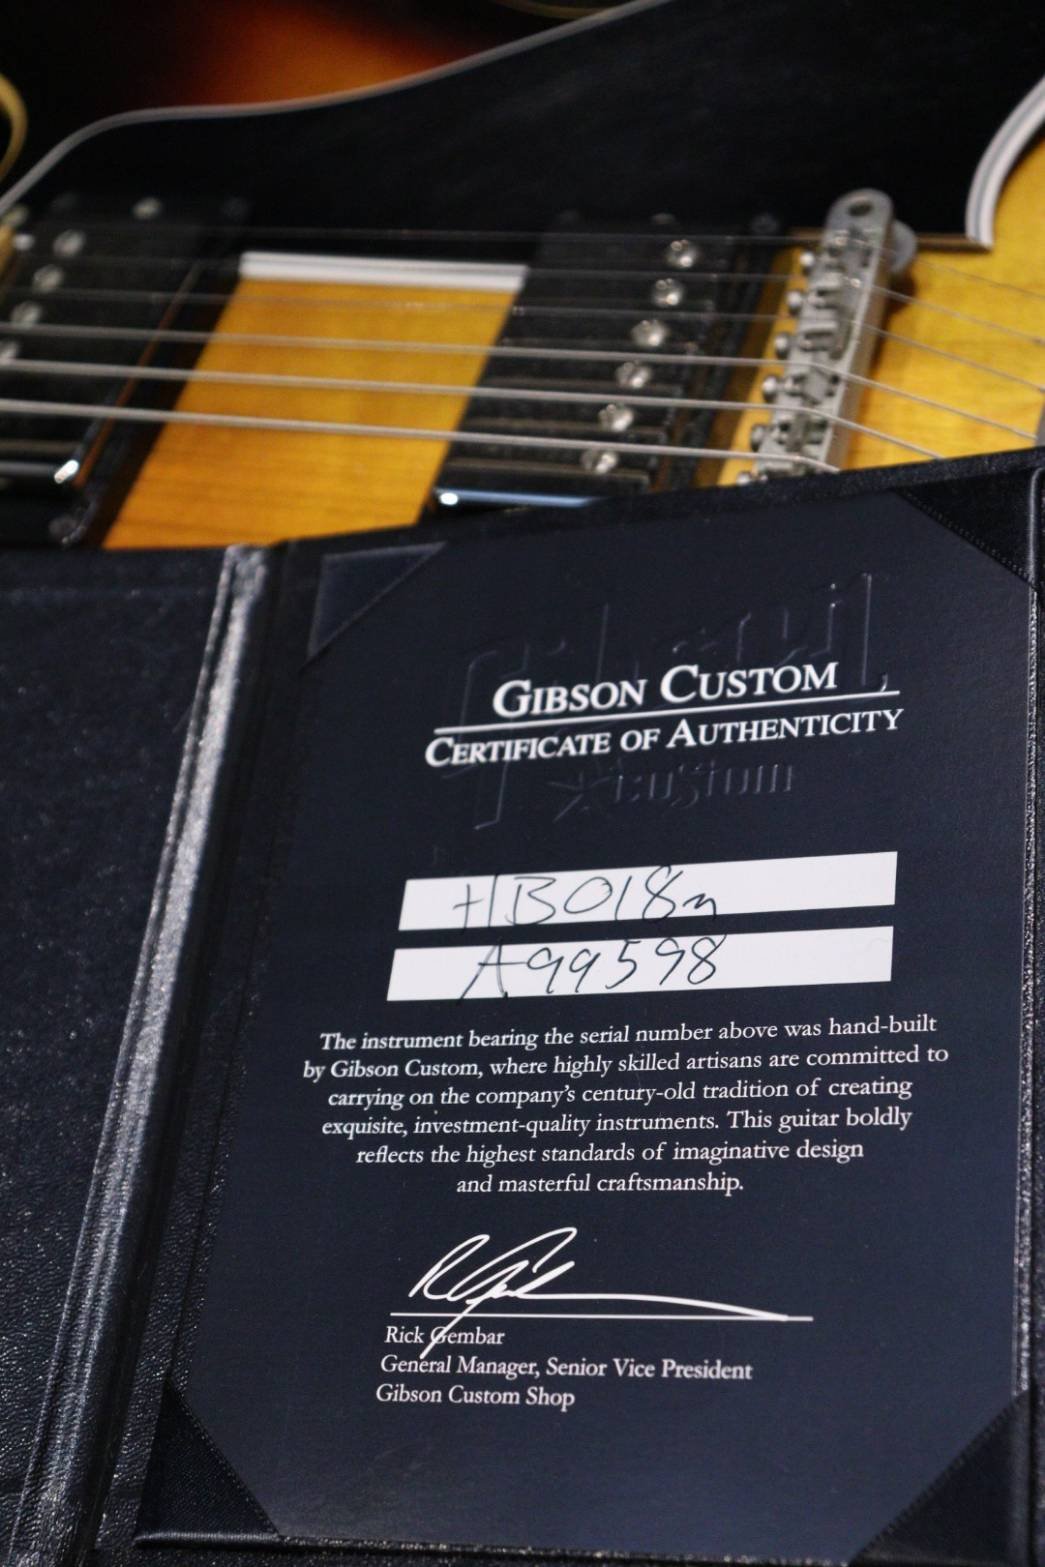 GIBSON CUSTOM
CERTIFICATE OF AUTHENTICITY
custom
HB018n
A99598
The instrument bearing the serial number above was hand-built
by Gibson Custom, where highly skilled artisans are committed to
carrying on the company's century-old tradition of creating
exquisite, investment-quality instruments. This guitar boldly
reflects the highest standards of imaginative design
and masterful craftsmanship.
Rick Gembar
General Manager, Senior Vice President
Gibson Custom Shop